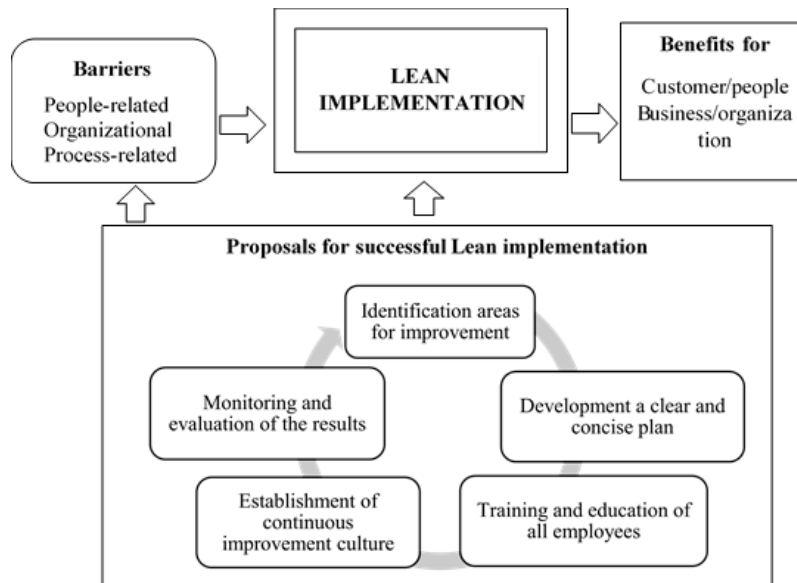 Barriers
People-related
Organizational
Process-related
LEAN
IMPLEMENTATION
Benefits for
Customer/people
Business/organiza
tion
Proposals for successful Lean implementation
Identification areas
for improvement
Development a clear and
concise plan
Training and education of
all employees
Establishment of
continuous
improvement culture
Monitoring and
evaluation of the results